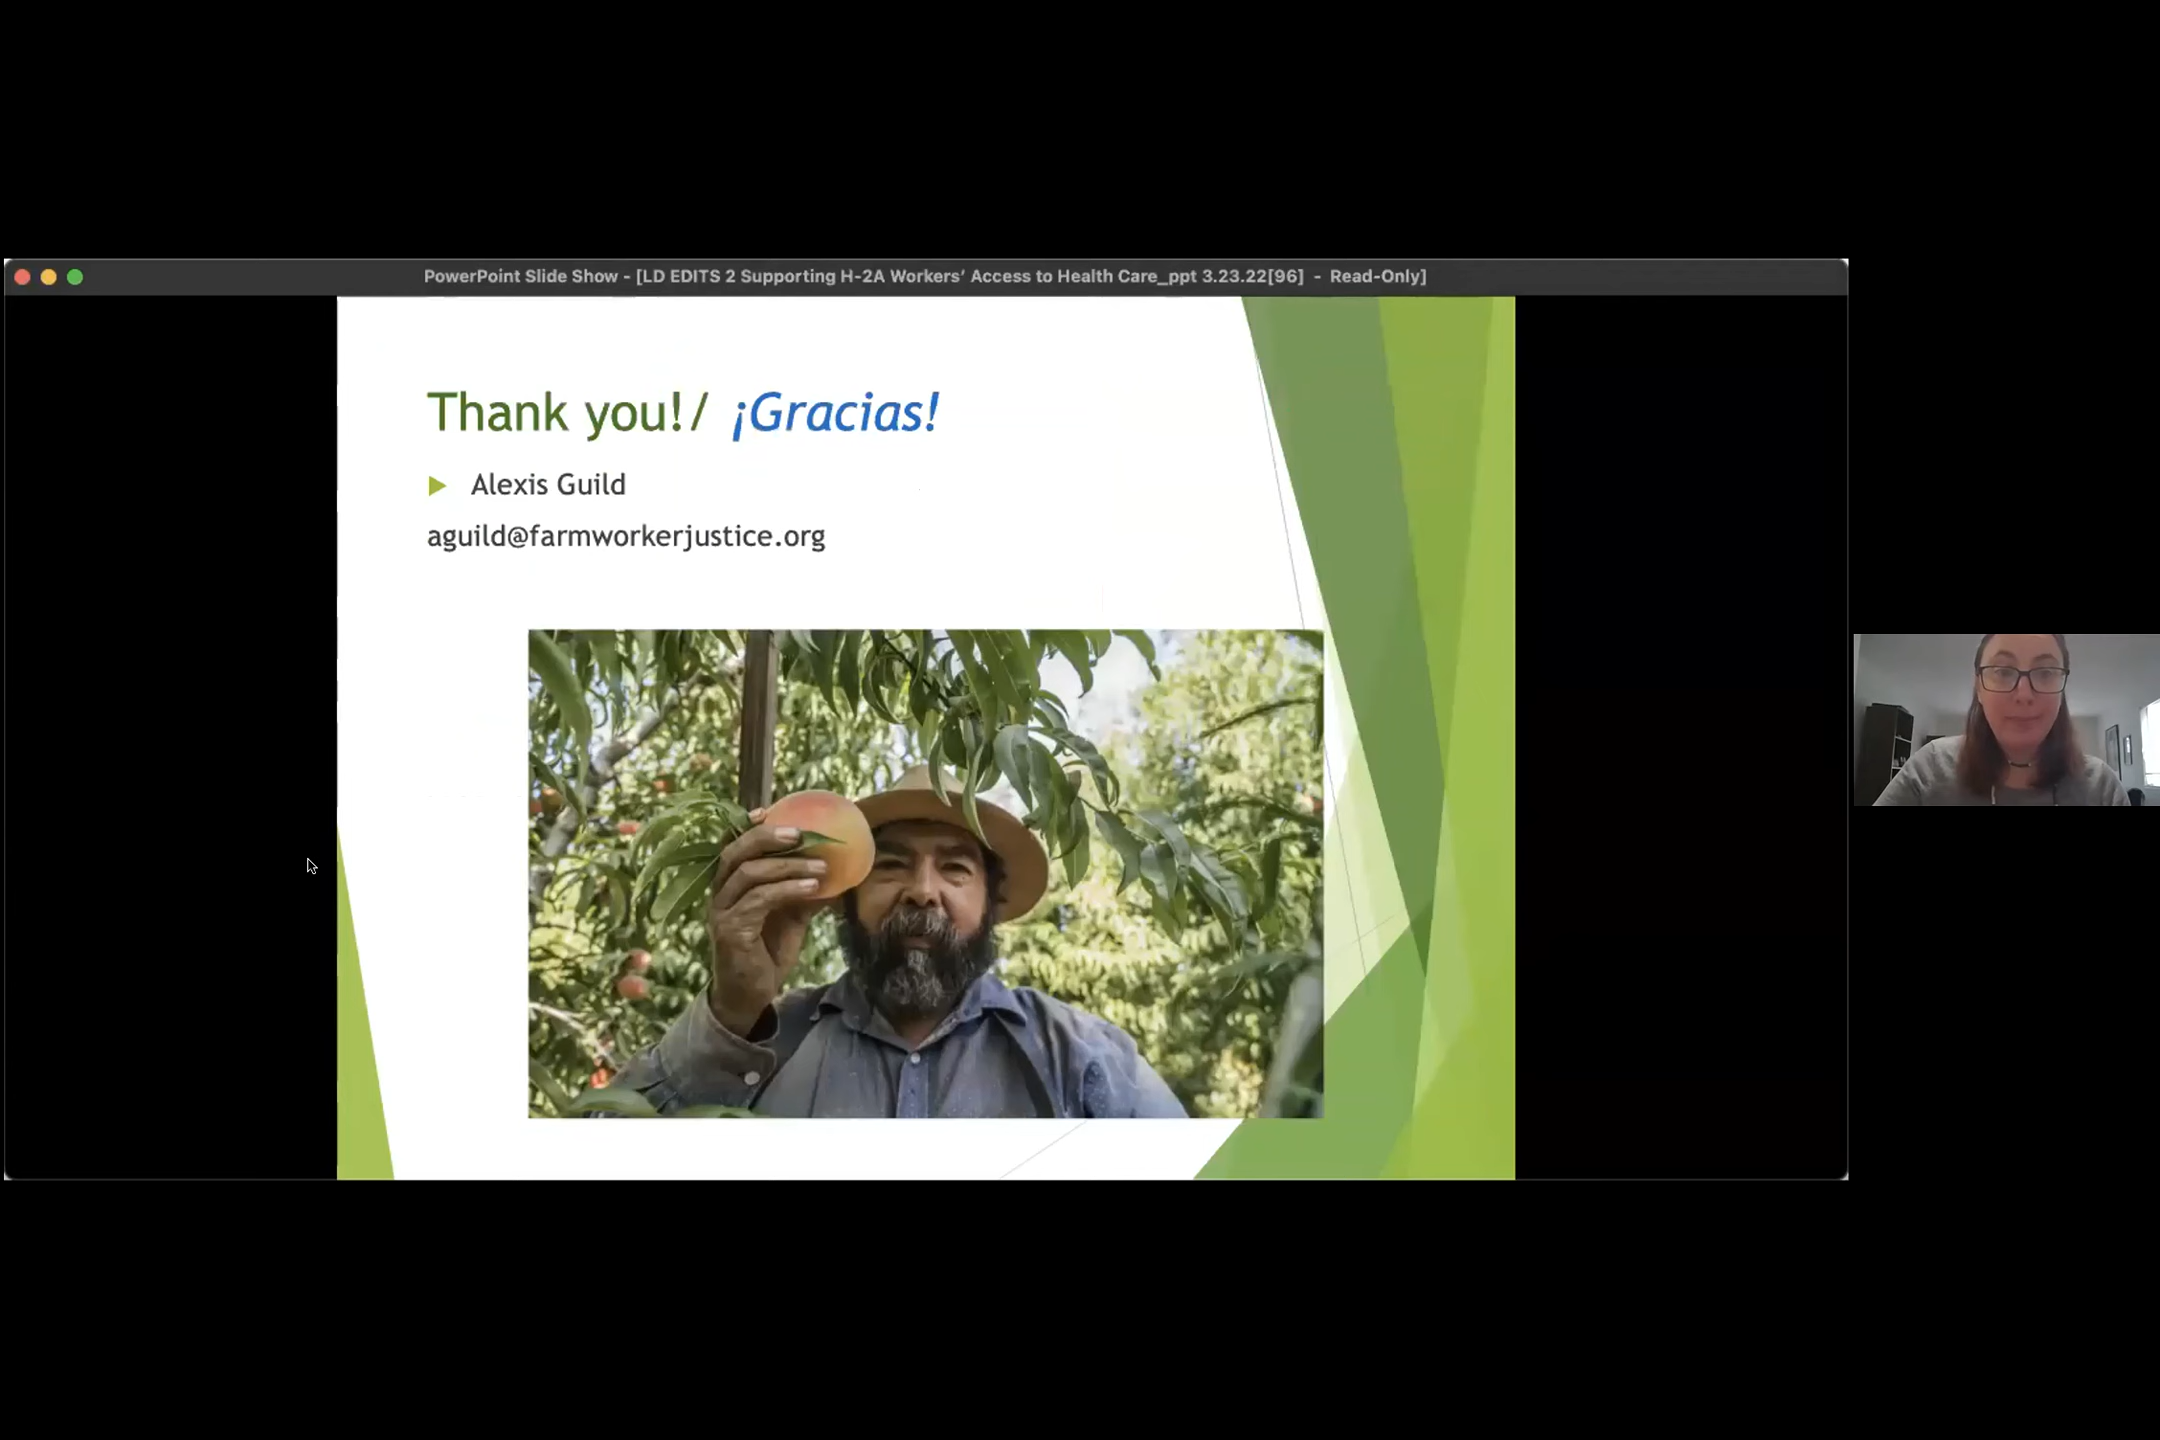 PowerPoint Slide Show - [LD EDITS 2 Supporting H-2A Workers’ Access to Health Care_ppt 3.23.22[96] - Read-Only]
Thank you!/ ¡Gracias!
Alexis Guild
aguild@farmworkerjustice.org